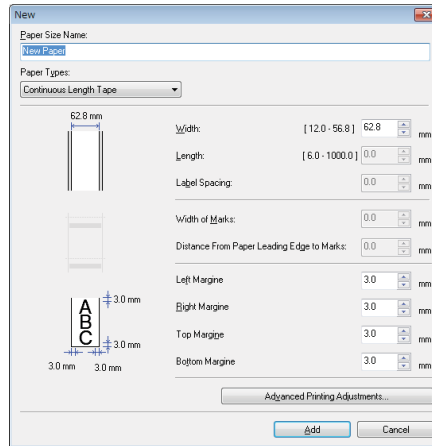 New
Paper Size Name:
New Paper
Paper Types:
Continuous Length Tape
62.8 mm
Width: [ 12.0 - 56.8 ] 62.8 mm
Length: [ 6.0 - 1000.0 ] 0.0 mm
Label Spacing: 0.0 mm
Width of Marks: 0.0 mm
Distance From Paper Leading Edge to Marks: 0.0 mm
Left Margine 3.0 mm
Right Margine 3.0 mm
Top Margine 3.0 mm
Bottom Margine 3.0 mm
A
B
C
3.0 mm
3.0 mm
3.0 mm 3.0 mm
Advanced Printing Adjustments...
Add Cancel